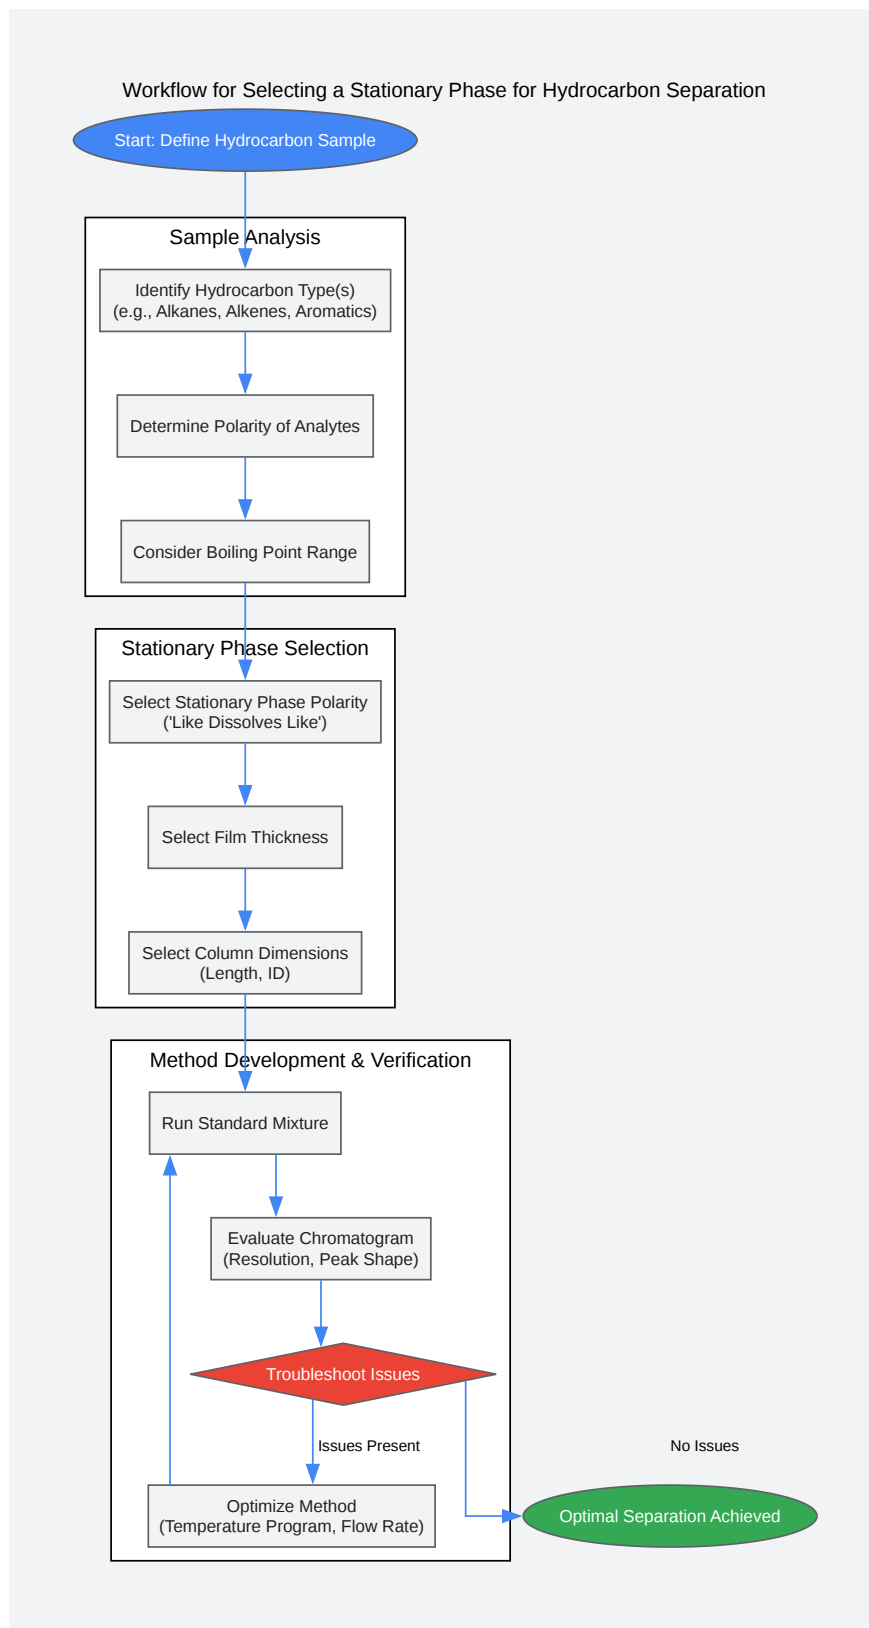 Workflow for Selecting a Stationary Phase for Hydrocarbon Separation
Start: Define Hydrocarbon Sample
Sample Analysis
Identify Hydrocarbon Type(s)
(e.g., Alkanes, Alkenes, Aromatics)
Determine Polarity of Analytes
Consider Boiling Point Range
Stationary Phase Selection
Select Stationary Phase Polarity
('Like Dissolves Like')
Select Film Thickness
Select Column Dimensions
(Length, ID)
Method Development & Verification
Run Standard Mixture
Evaluate Chromatogram
(Resolution, Peak Shape)
Troubleshoot Issues
Issues Present
No Issues
Optimize Method
(Temperature Program, Flow Rate)
Optimal Separation Achieved